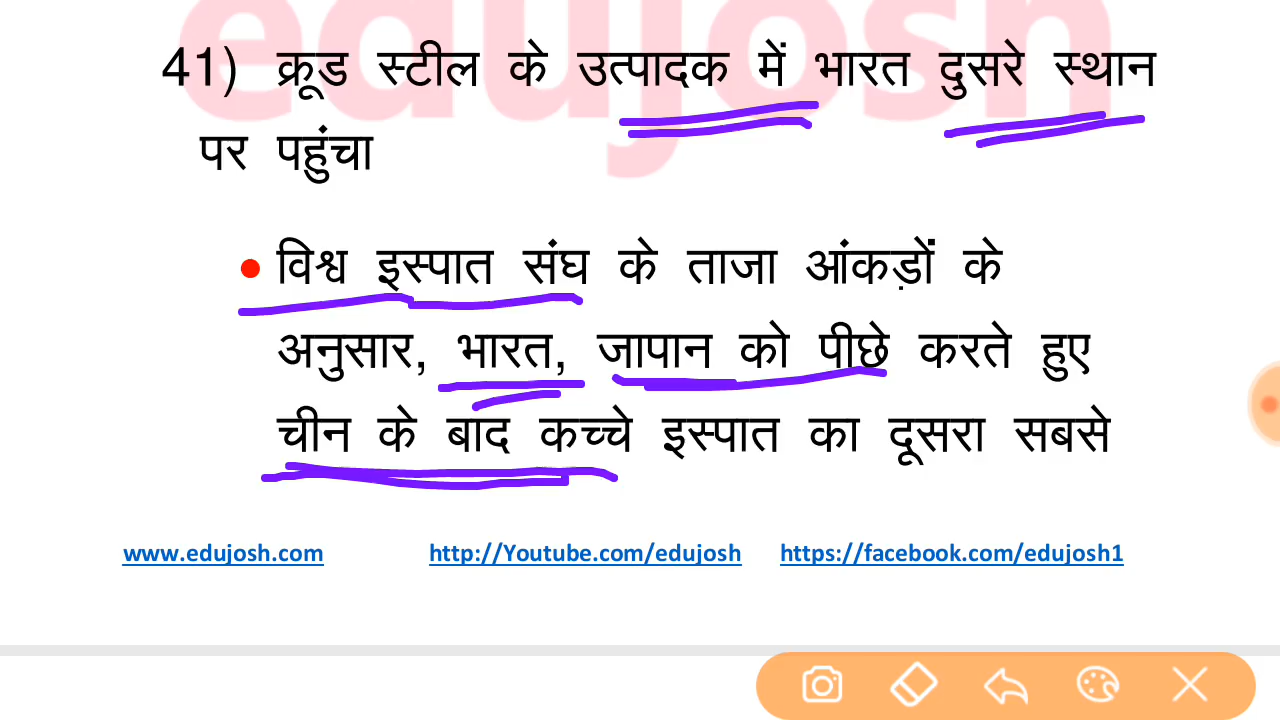 edujosh
41) क्रूड स्टील के उत्पादक में भारत दुसरे स्थान
पर पहुंचा
• विश्व इस्पात संघ के ताजा आंकड़ों के
अनुसार, भारत, जापान को पीछे करते हुए
चीन के बाद कच्चे इस्पात का दूसरा सबसे
www.edujosh.com http://Youtube.com/edujosh https://facebook.com/edujosh1